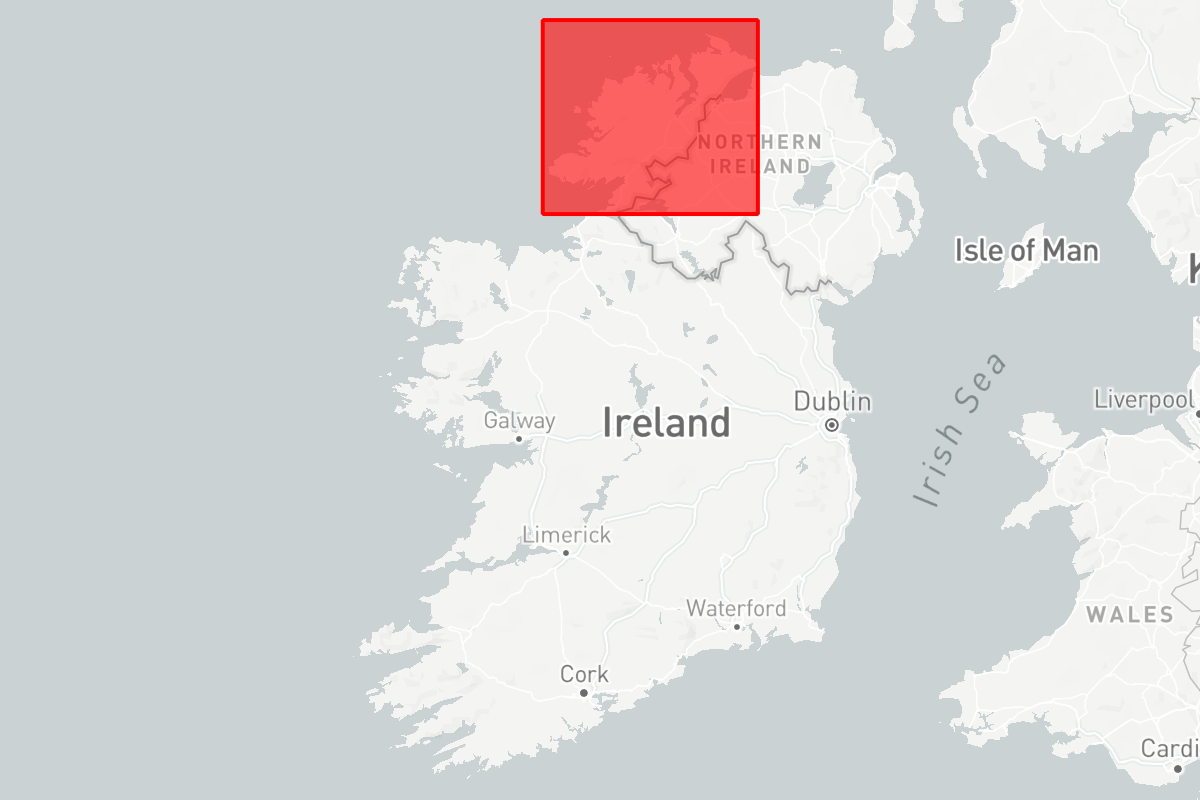 NORTHERN
IRELAND
Isle of Man
K
Irish Sea
Liverpool
Dublin
Galway
Ireland
Limerick
Waterford
WALES
Cork
Cardi